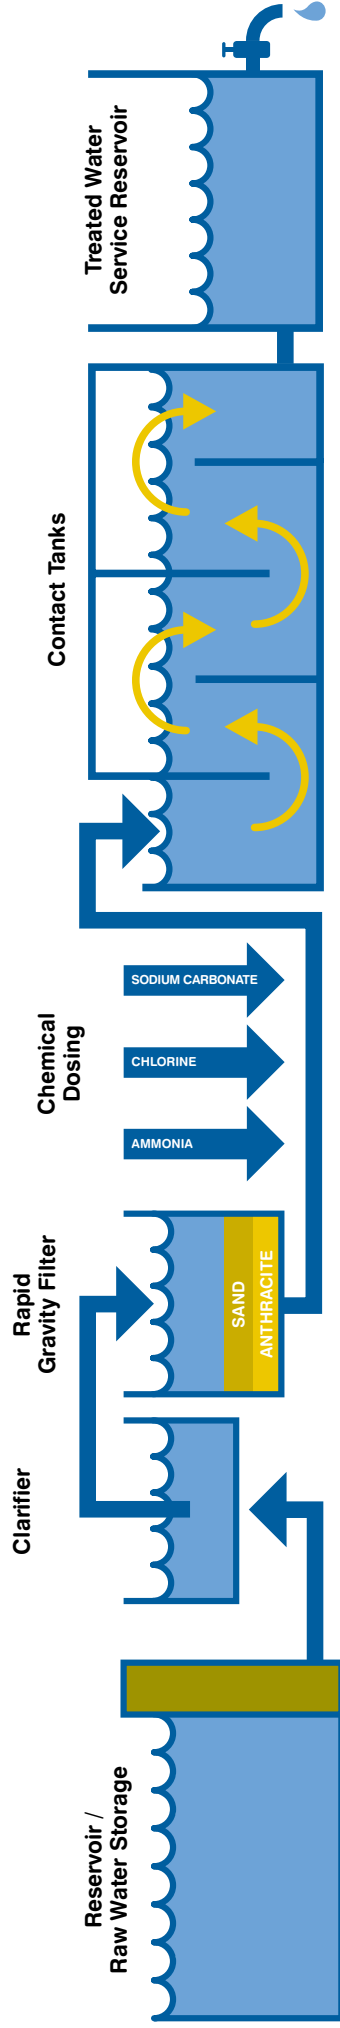 Reservoir /
Raw Water Storage
Clarifier
Rapid
Gravity Filter
SAND
ANTHRACITE
Chemical
Dosing
AMMONIA
CHLORINE
SODIUM CARBONATE
Contact Tanks
Treated Water
Service Reservoir